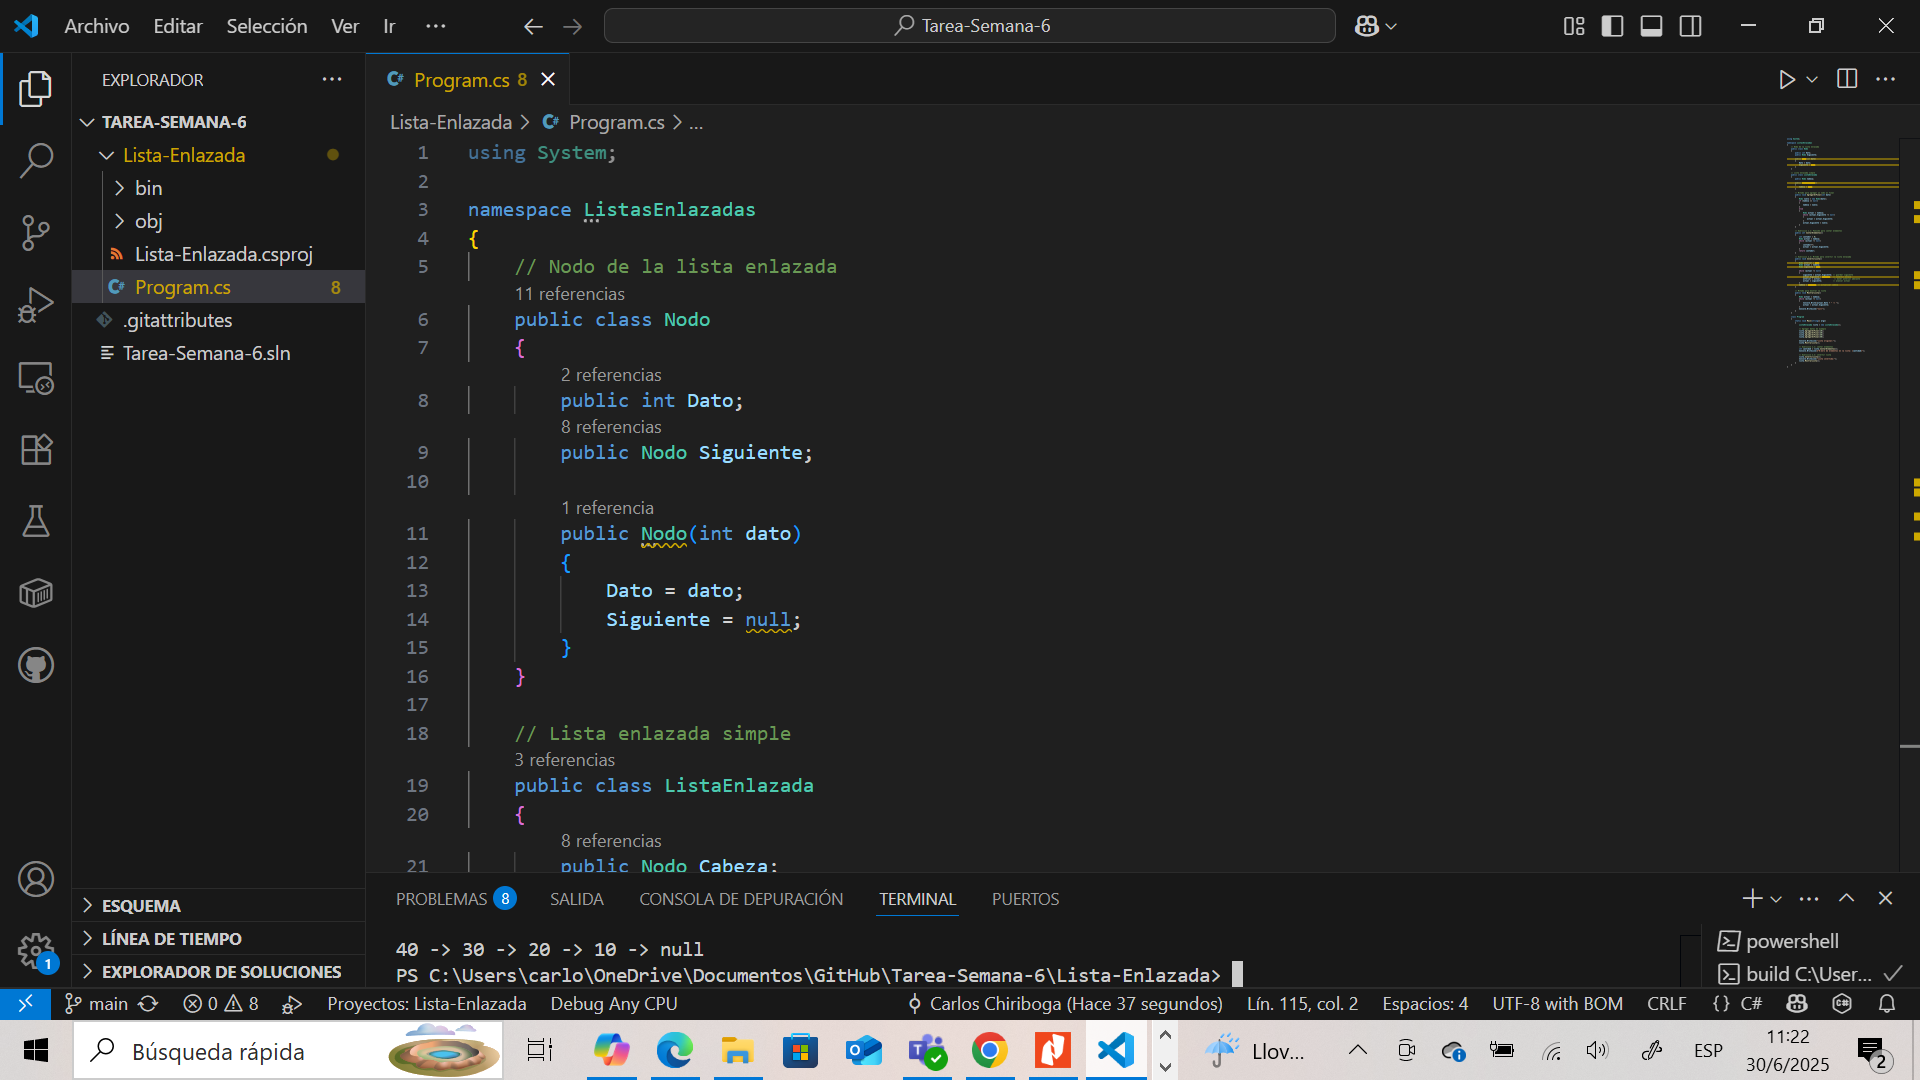 Archivo Editar Selección Ver Ir ··· Tarea-Semana-6
EXPLORADOR ···
TAREA-SEMANA-6
Lista-Enlazada
bin
obj
Lista-Enlazada.csproj
Program.cs 8
.gitattributes
Tarea-Semana-6.sln
ESQUEMA
LÍNEA DE TIEMPO
EXPLORADOR DE SOLUCIONES
1
Program.cs 8
Lista-Enlazada > Program.cs > ...
1 using System;
2
3 namespace ListasEnlazadas
4 {
5 // Nodo de la lista enlazada
11 referencias
6 public class Nodo
7 {
2 referencias
8 public int Dato;
8 referencias
9 public Nodo Siguiente;
10
1 referencia
11 public Nodo(int dato)
12 {
13 Dato = dato;
14 Siguiente = null;
15 }
16 }
17
18 // Lista enlazada simple
3 referencias
19 public class ListaEnlazada
20 {
8 referencias
21 public Nodo Cabeza;
PROBLEMAS 8 SALIDA CONSOLA DE DEPURACIÓN TERMINAL PUERTOS
40 -> 30 -> 20 -> 10 -> null
PS C:\Users\carlo\OneDrive\Documentos\GitHub\Tarea-Semana-6\Lista-Enlazada>
powershell
build C:\User...
main 0 8 Proyectos: Lista-Enlazada Debug Any CPU Carlos Chiriboga (Hace 37 segundos) Lín. 115, col. 2 Espacios: 4 UTF-8 with BOM CRLF {} C#
Búsqueda rápida
Llov...
ESP
11:22
30/6/2025
2